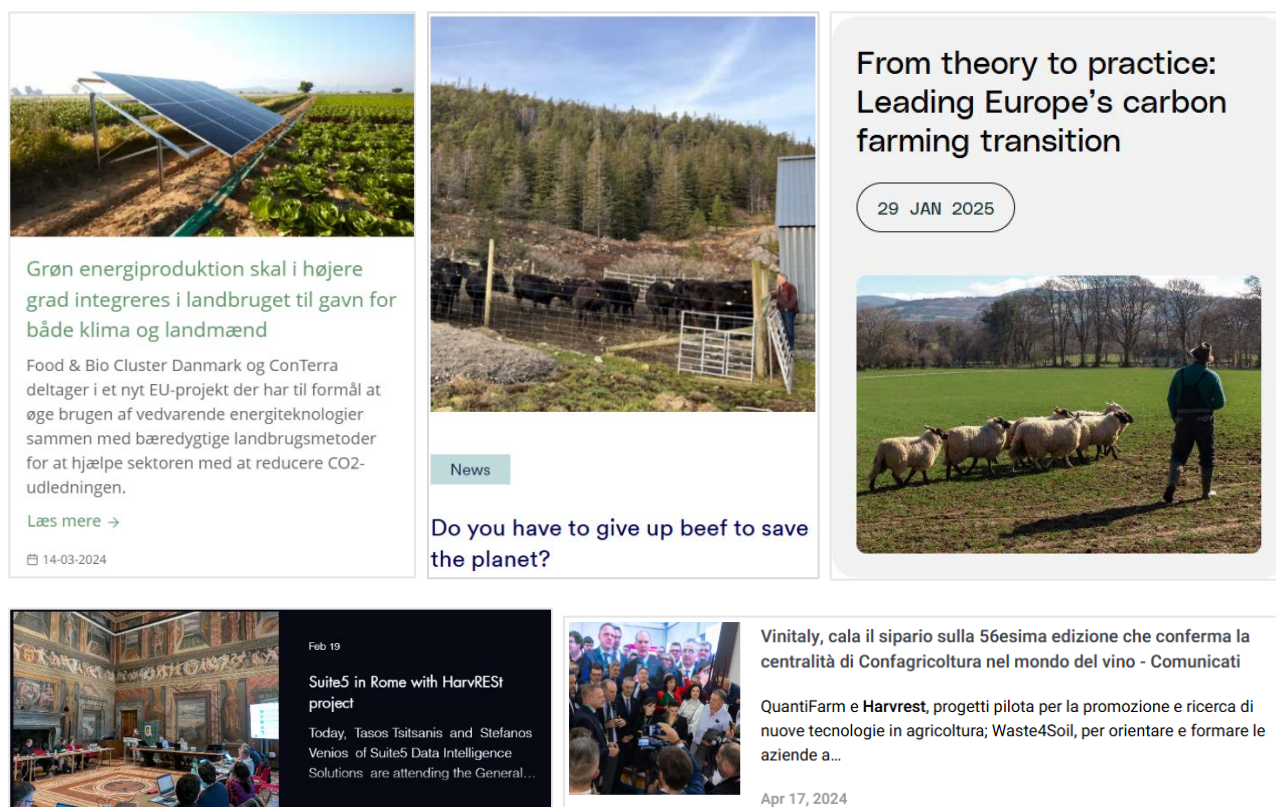 Grøn energiproduktion skal i højere
grad integreres i landbruget til gavn for
både klima og landmænd
Food & Bio Cluster Danmark og ConTerra
deltager i et nyt EU-projekt der har til formål at
øge brugen af vedvarende energiteknologier
sammen med bæredygtige landbrugsmetoder
for at hjælpe sektoren med at reducere CO2-
udledningen.
Læs mere →
14-03-2024
News
Do you have to give up beef to save
the planet?
From theory to practice:
Leading Europe's carbon
farming transition
29 JAN 2025
Feb 19
Suite5 in Rome with HarvRESt
project
Today, Tasos Tsitsanis and Stefanos
Venios of Suite5 Data Intelligence
Solutions are attending the General...
Vinitaly, cala il sipario sulla 56esima edizione che conferma la
centralità di Confagricoltura nel mondo del vino - Comunicati
QuantiFarm e Harvrest, progetti pilota per la promozione e ricerca di
nuove tecnologie in agricoltura; Waste4Soil, per orientare e formare le
aziende a…
Apr 17, 2024